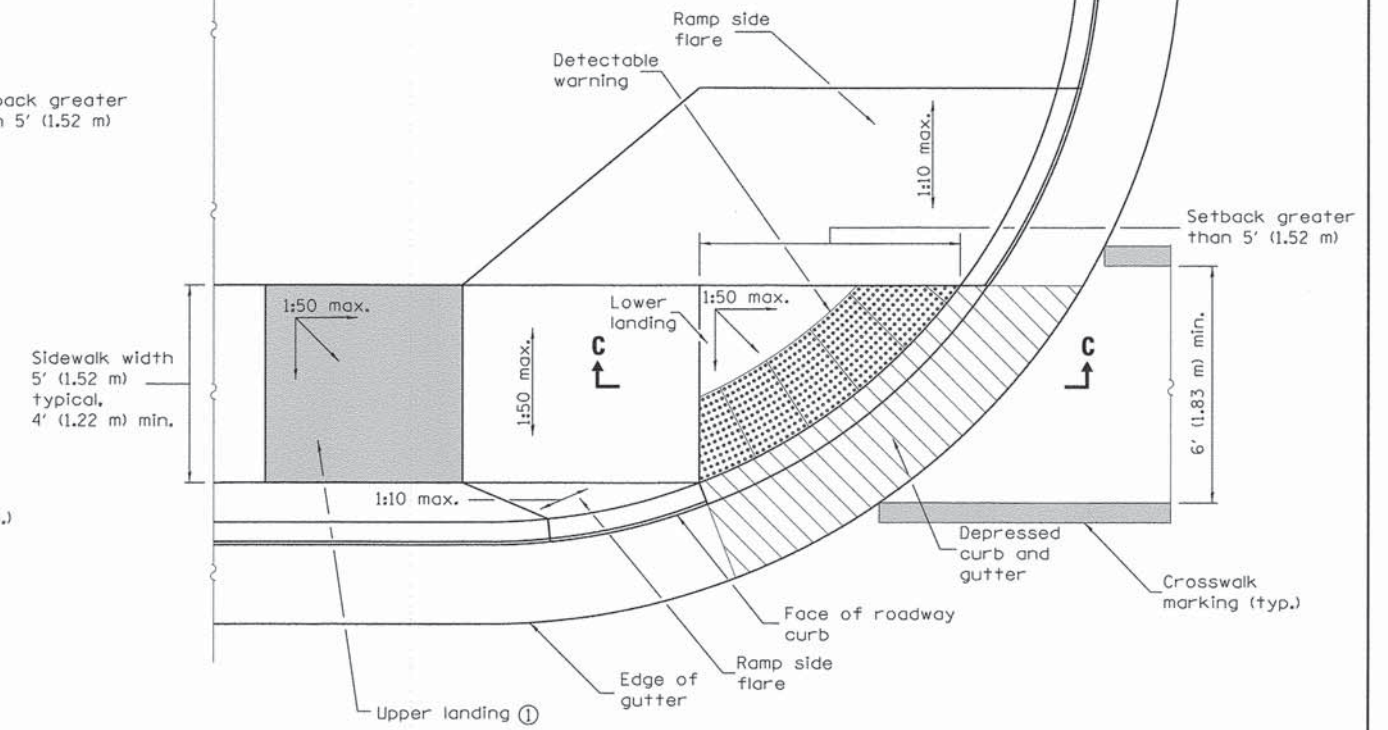 Ramp side
flare
Detectable
warning
back greater
n 5' (1.52 m)
1:10 max.
Setback greater
than 5' (1.52 m)
1:50 max.
Lower
landing
1:50 max.
Sidewalk width
5' (1.52 m)
typical,
4' (1.22 m) min.
1:50 max.
C
C
6' (1.83 m) min.
1:10 max.
.)
Depressed
curb and
gutter
Crosswalk
marking (typ.)
Face of roadway
curb
Ramp side
flare
Edge of
gutter
Upper landing ①